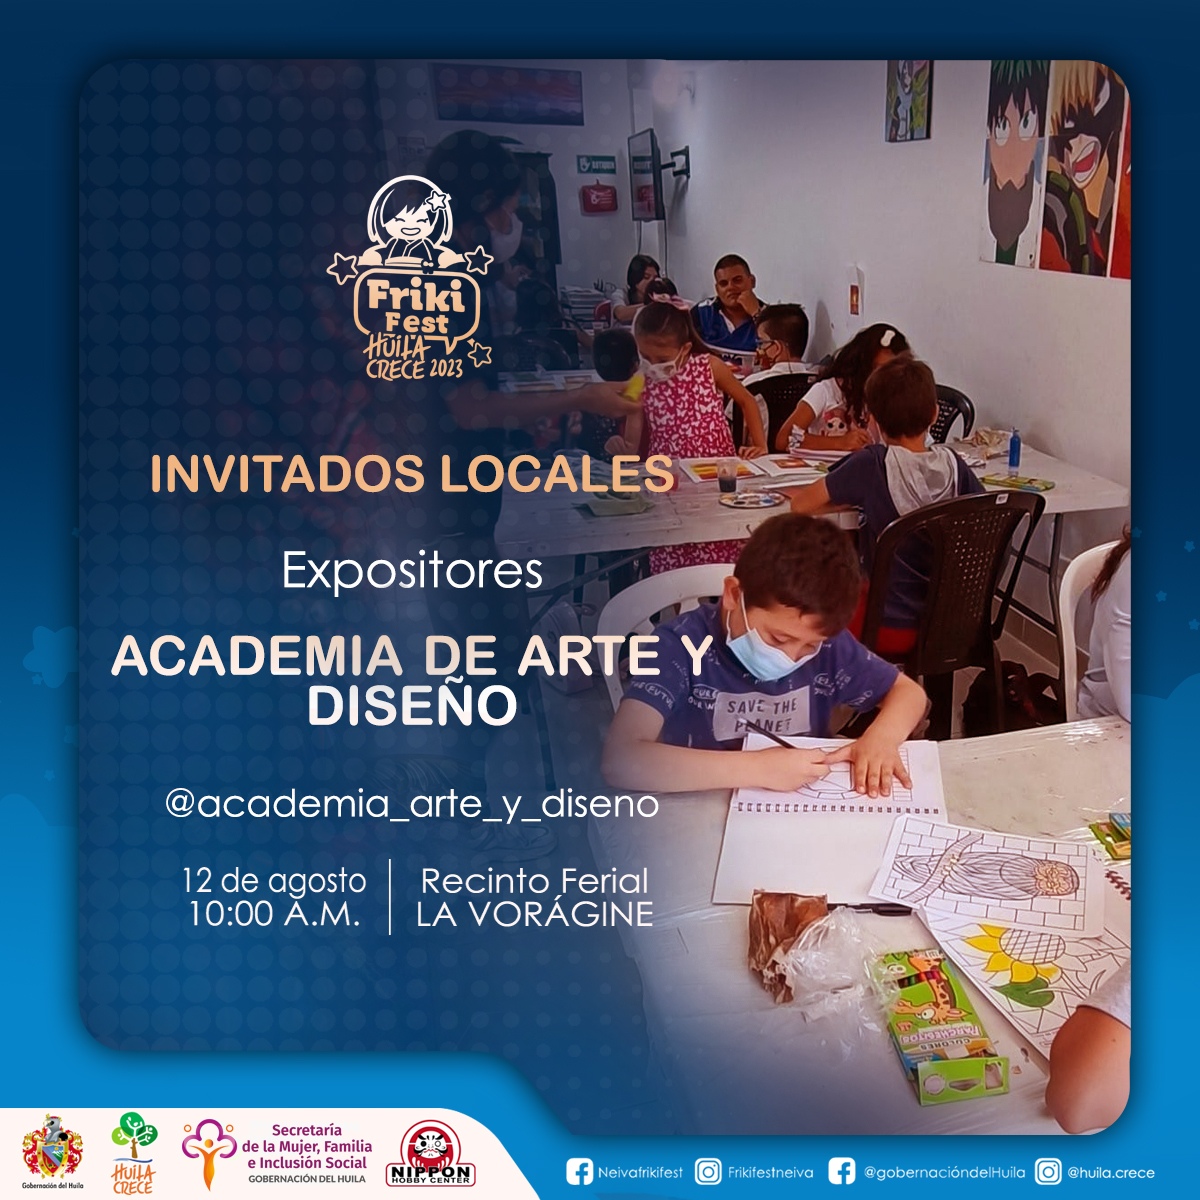 Friki
Fest
HUILA
CRECE 2023
INVITADOS LOCALES
Expositores
ACADEMIA DE ARTE Y
DISEÑO
@academia_arte_y_diseno
12 de agosto
10:00 A.M.
Recinto Ferial
LA VORÁGINE
SAVE THE
PLANET
COLORES
PARCHESITOS
Gobernación del Huila
HUILA
CRECE
Secretaría
de la Mujer, Familia
e Inclusión Social
GOBERNACIÓN DEL HUILA
NIPPON
HOBBY CENTER
Neivafrikifest
Frikifestneiva
@gobernacióndelHuila
@huila.crece